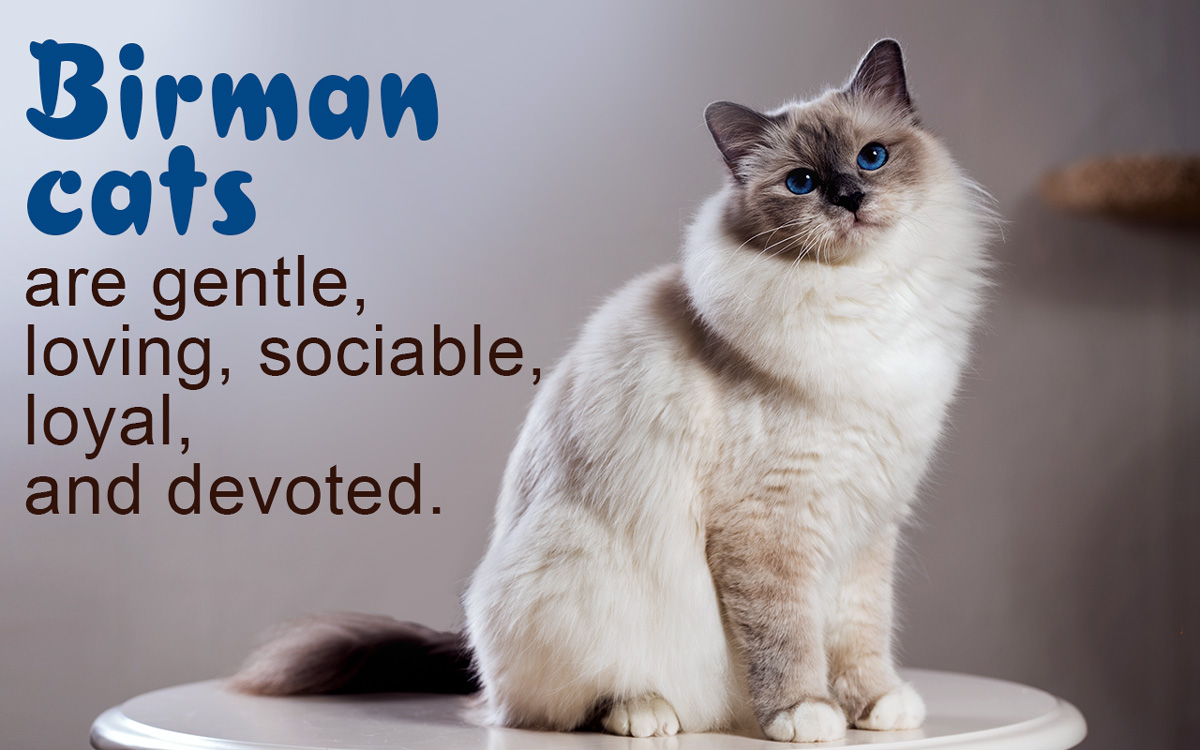 Birman
cats
are gentle,
loving, sociable,
loyal,
and devoted.